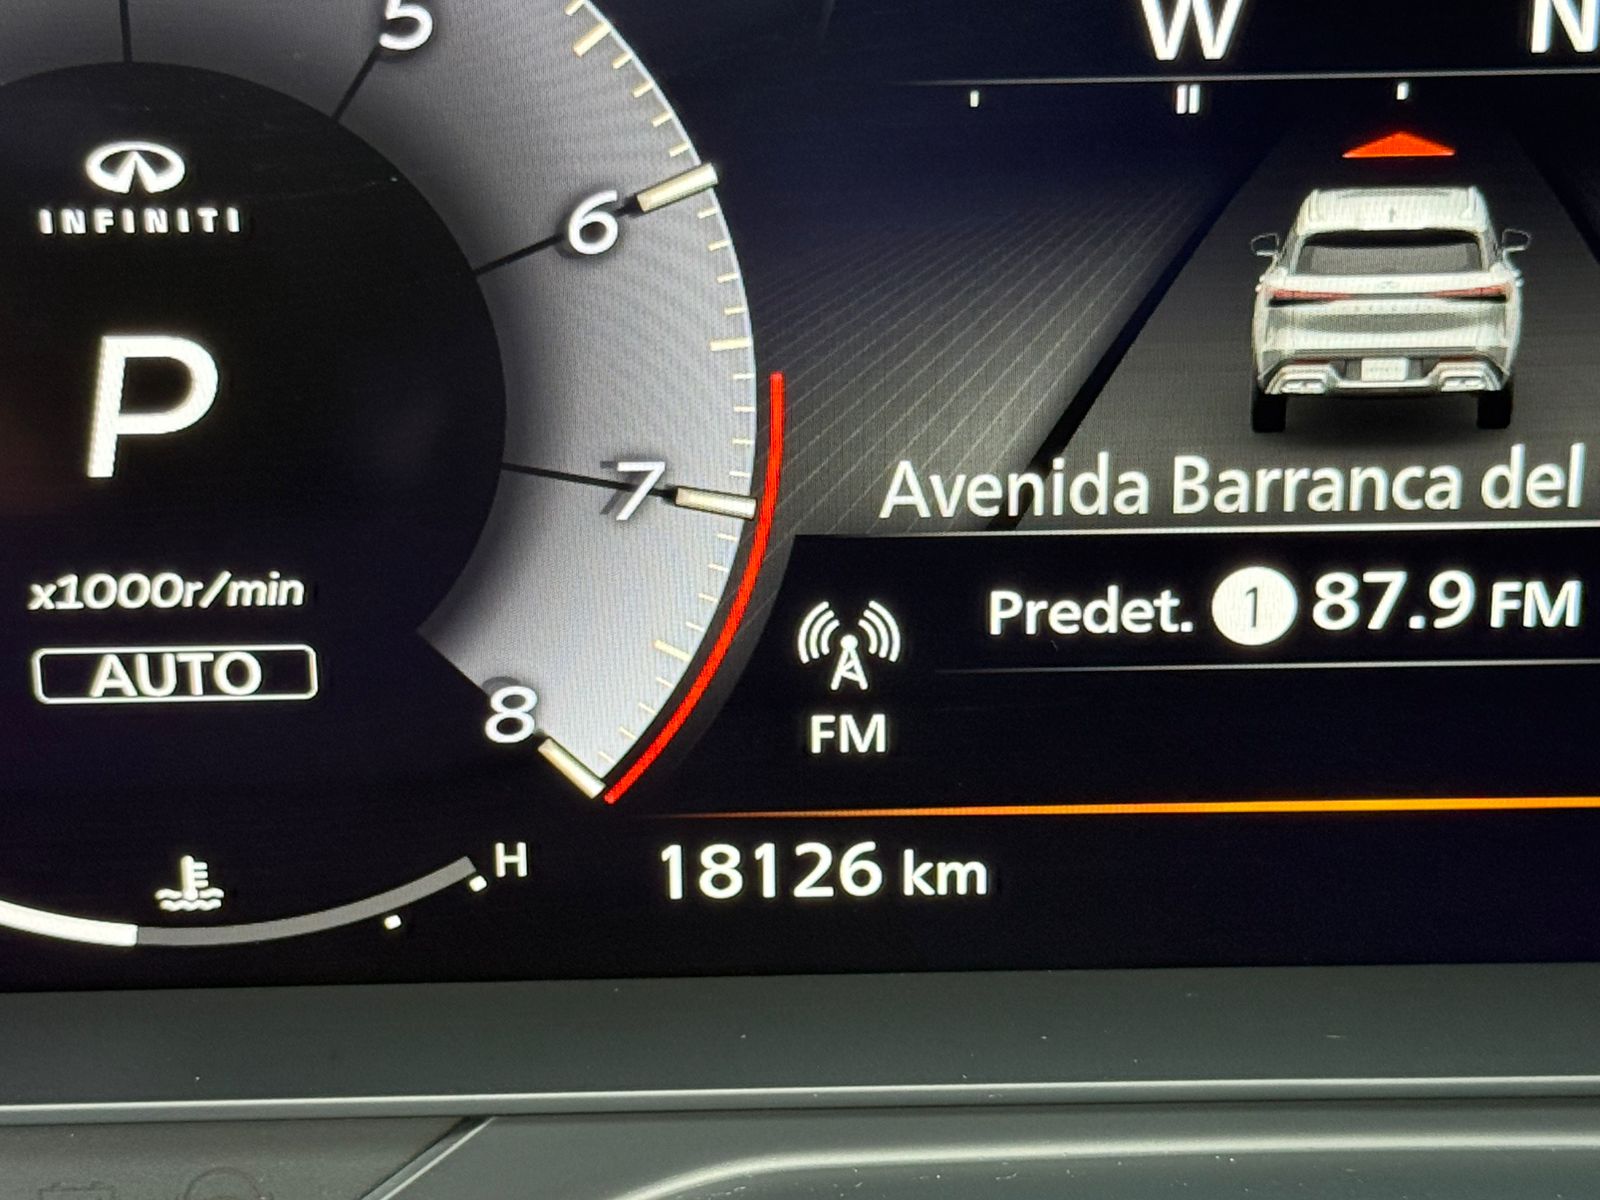 5
W
N
INFINITI
6
P
7
Avenida Barranca del
x1000r/min
Predet. 1 87.9 FM
AUTO
8
FM
H
18126 km